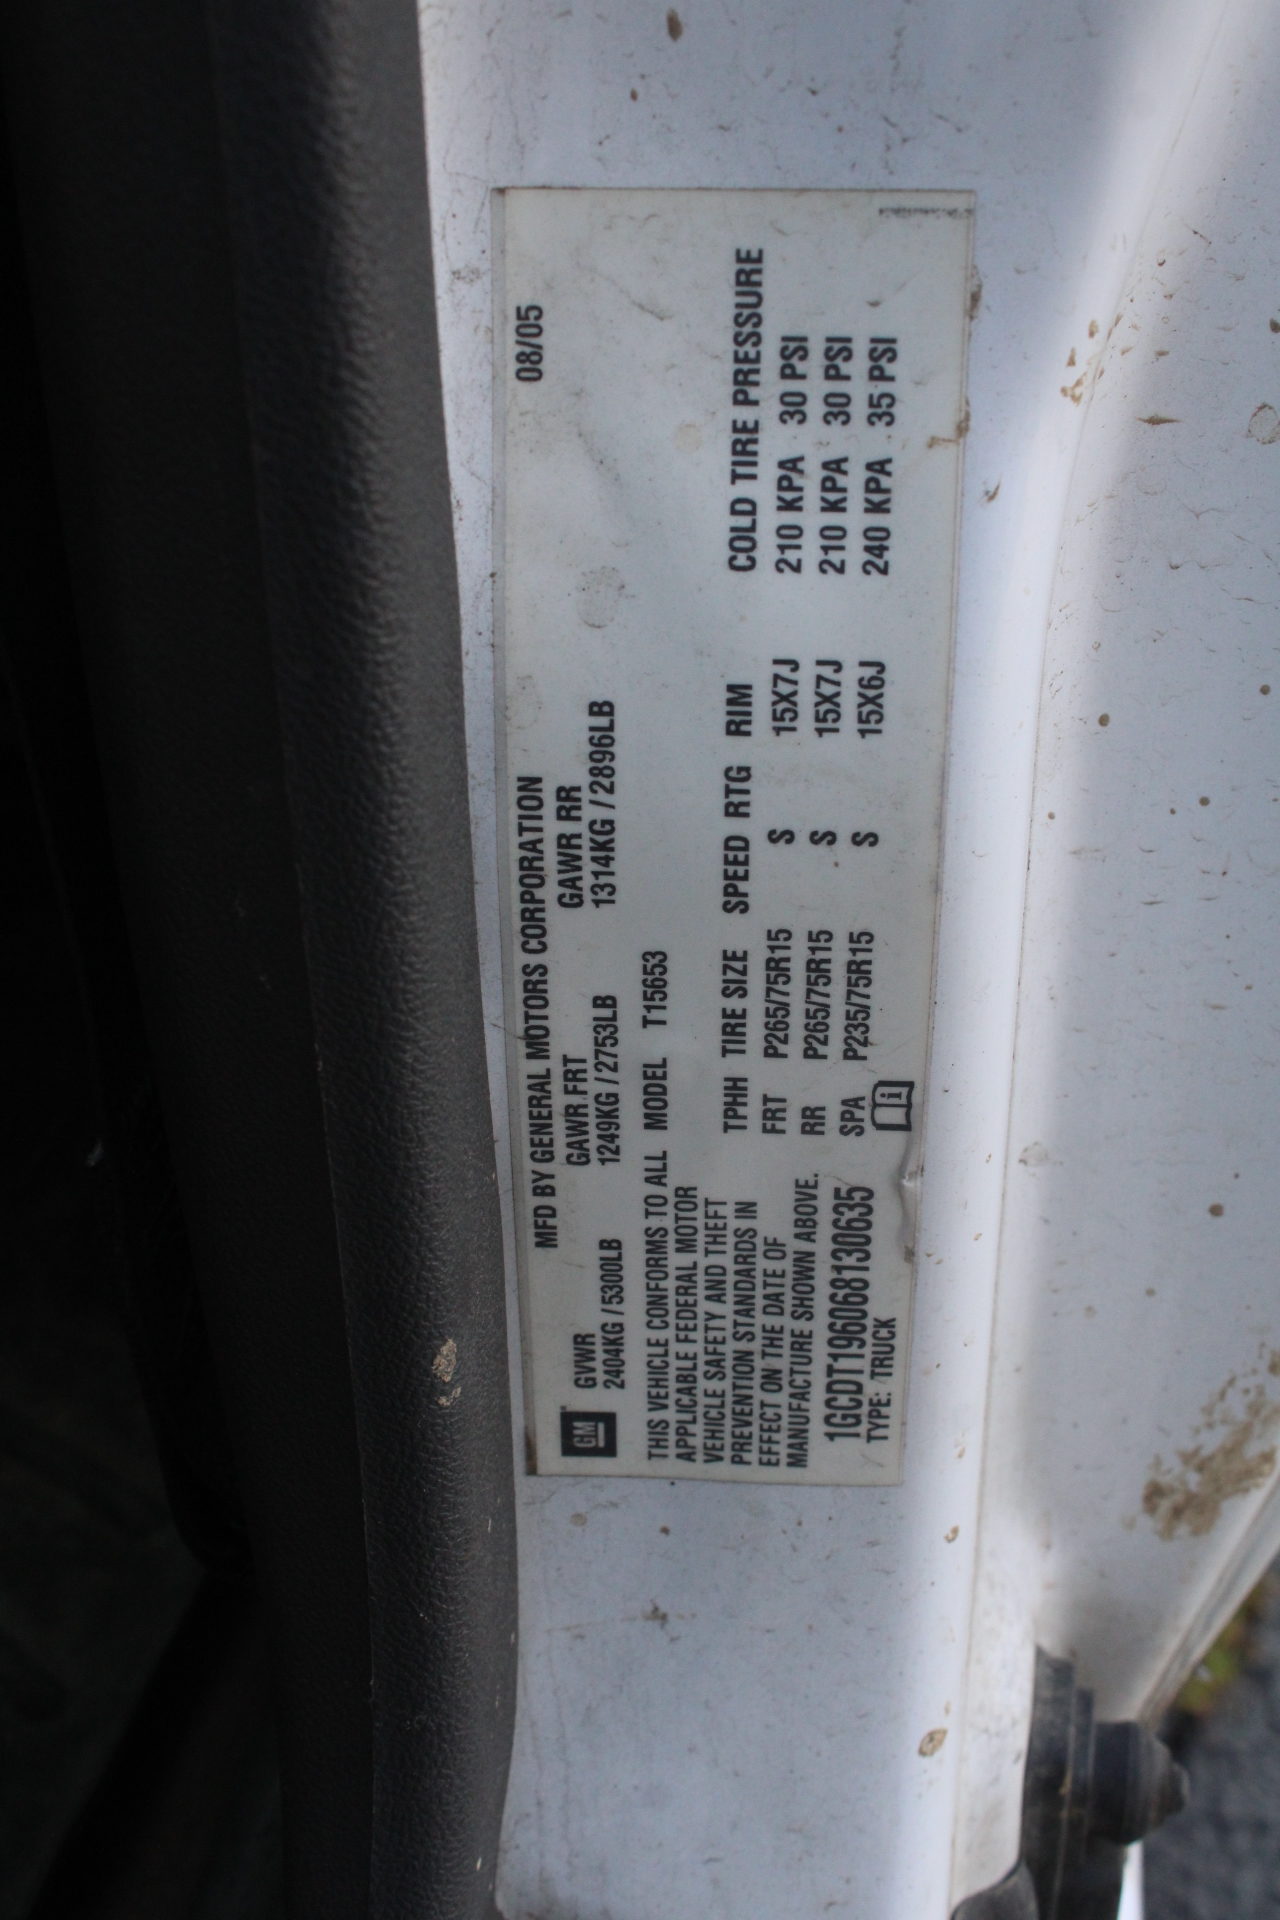 MFD BY GENERAL MOTORS CORPORATION 08/05
GM
GVWR GAWR FRT GAWR RR
2404KG / 5300LB 1249KG / 2753LB 1314KG / 2896LB
THIS VEHICLE CONFORMS TO ALL
APPLICABLE FEDERAL MOTOR
VEHICLE SAFETY AND THEFT
PREVENTION STANDARDS IN
EFFECT ON THE DATE OF
MANUFACTURE SHOWN ABOVE.
1GCDT196068130635
TYPE: TRUCK
MODEL T15653
TPHH TIRE SIZE SPEED RTG RIM COLD TIRE PRESSURE
FRT P265/75R15 S 15X7J 210 KPA 30 PSI
RR P265/75R15 S 15X7J 210 KPA 30 PSI
SPA P235/75R15 S 15X6J 240 KPA 35 PSI
i